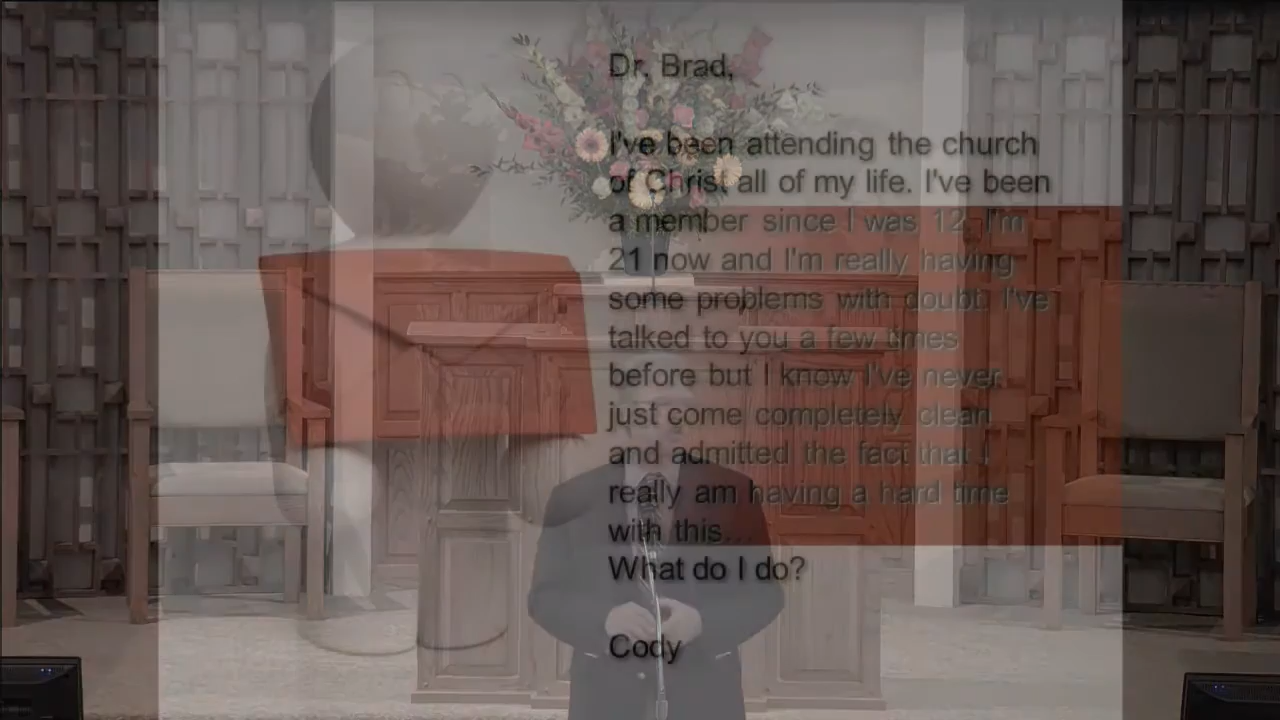 Dr. Brad,
I've been attending the church
of Christ all of my life. I've been
a member since I was 12. I'm
21 now and I'm really having
some problems with doubt. I've
talked to you a few times
before but I know I've never
just come completely clean
and admitted the fact that I
really am having a hard time
with this...
What do I do?
Cody